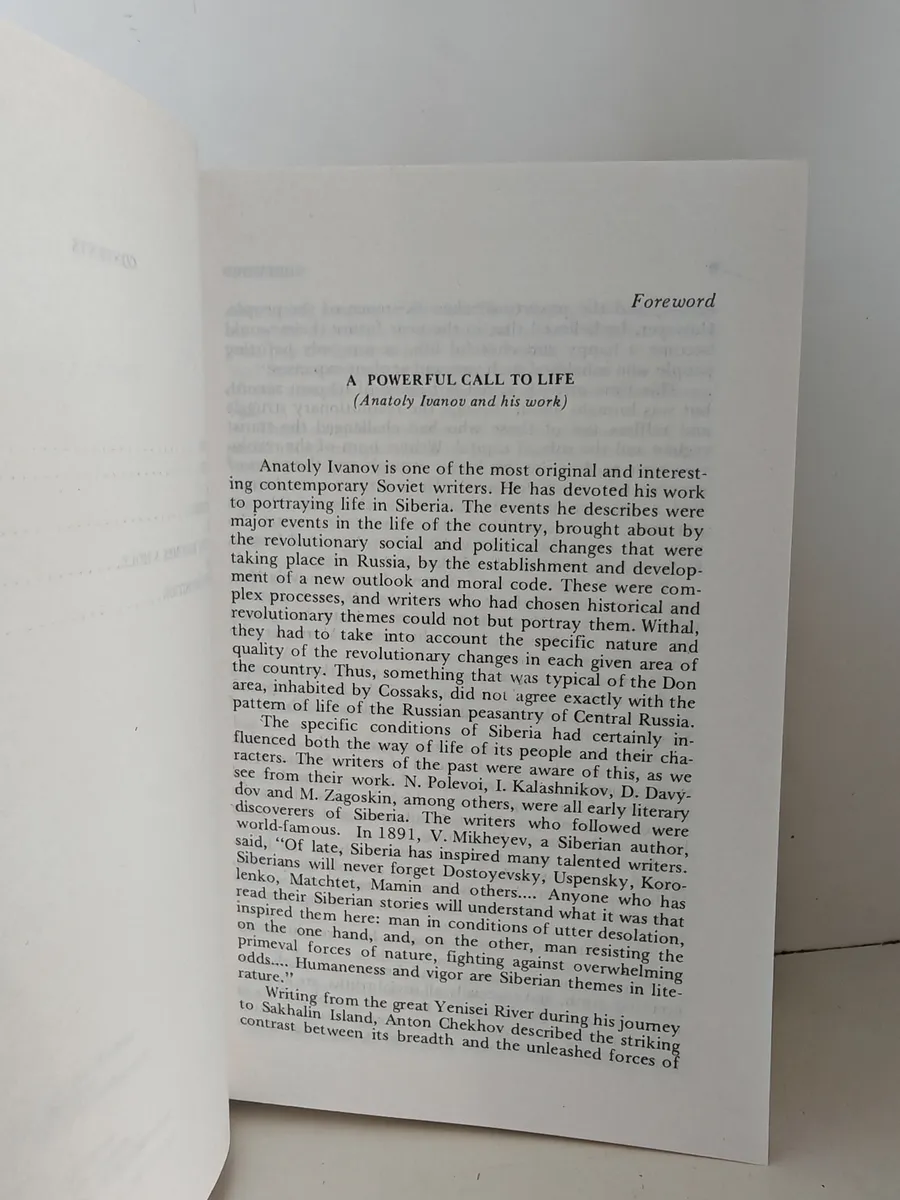 CONTENTS
Foreword
A POWERFUL CALL TO LIFE
(Anatoly Ivanov and his work)
Anatoly Ivanov is one of the most original and interest-
ing contemporary Soviet writers. He has devoted his work
to portraying life in Siberia. The events he describes were
major events in the life of the country, brought about by
the revolutionary social and political changes that were
taking place in Russia, by the establishment and develop-
ment of a new outlook and moral code. These were com-
plex processes, and writers who had chosen historical and
revolutionary themes could not but portray them. Withal,
they had to take into account the specific nature and
quality of the revolutionary changes in each given area of
the country. Thus, something that was typical of the Don
area, inhabited by Cossaks, did not agree exactly with the
pattern of life of the Russian peasantry of Central Russia.
The specific conditions of Siberia had certainly in-
fluenced both the way of life of its people and their cha-
racters. The writers of the past were aware of this, as we
see from their work. N. Polevoi, I. Kalashnikov, D. Davy-
dov and M. Zagoskin, among others, were all early literary
discoverers of Siberia. The writers who followed were
world-famous. In 1891, V. Mikheyev, a Siberian author,
said, “Of late, Siberia has inspired many talented writers.
Siberians will never forget Dostoyevsky, Uspensky, Koro-
lenko, Matchtet, Mamin and others.... Anyone who has
read their Siberian stories will understand what it was that
inspired them here: man in conditions of utter desolation,
on the one hand, and, on the other, man resisting the
primeval forces of nature, fighting against overwhelming
odds.... Humaneness and vigor are Siberian themes in lite-
rature.”
Writing from the great Yenisei River during his journey
to Sakhalin Island, Anton Chekhov described the striking
contrast between its breadth and the unleashed forces of